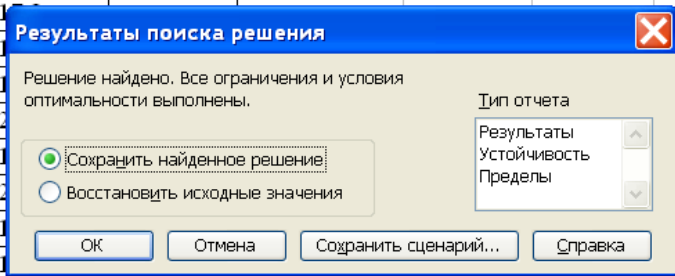 Результаты поиска решения
Решение найдено. Все ограничения и условия
оптимальности выполнены.
Тип отчета
Результаты
Устойчивость
Пределы
Сохранить найденное решение
Восстановить исходные значения
ОК
Отмена
Сохранить сценарий...
Справка